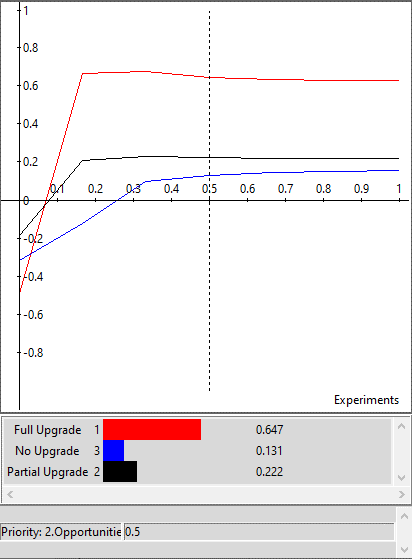 1
0.8
0.6
0.4
0.2
0.1 0.2 0.3 0.4 0.5 0.6 0.7 0.8 0.9 1
0
-0.2
-0.4
-0.6
-0.8
Experiments
Full Upgrade 1 0.647
No Upgrade 3 0.131
Partial Upgrade 2 0.222
Priority: 2.Opportunitie 0.5